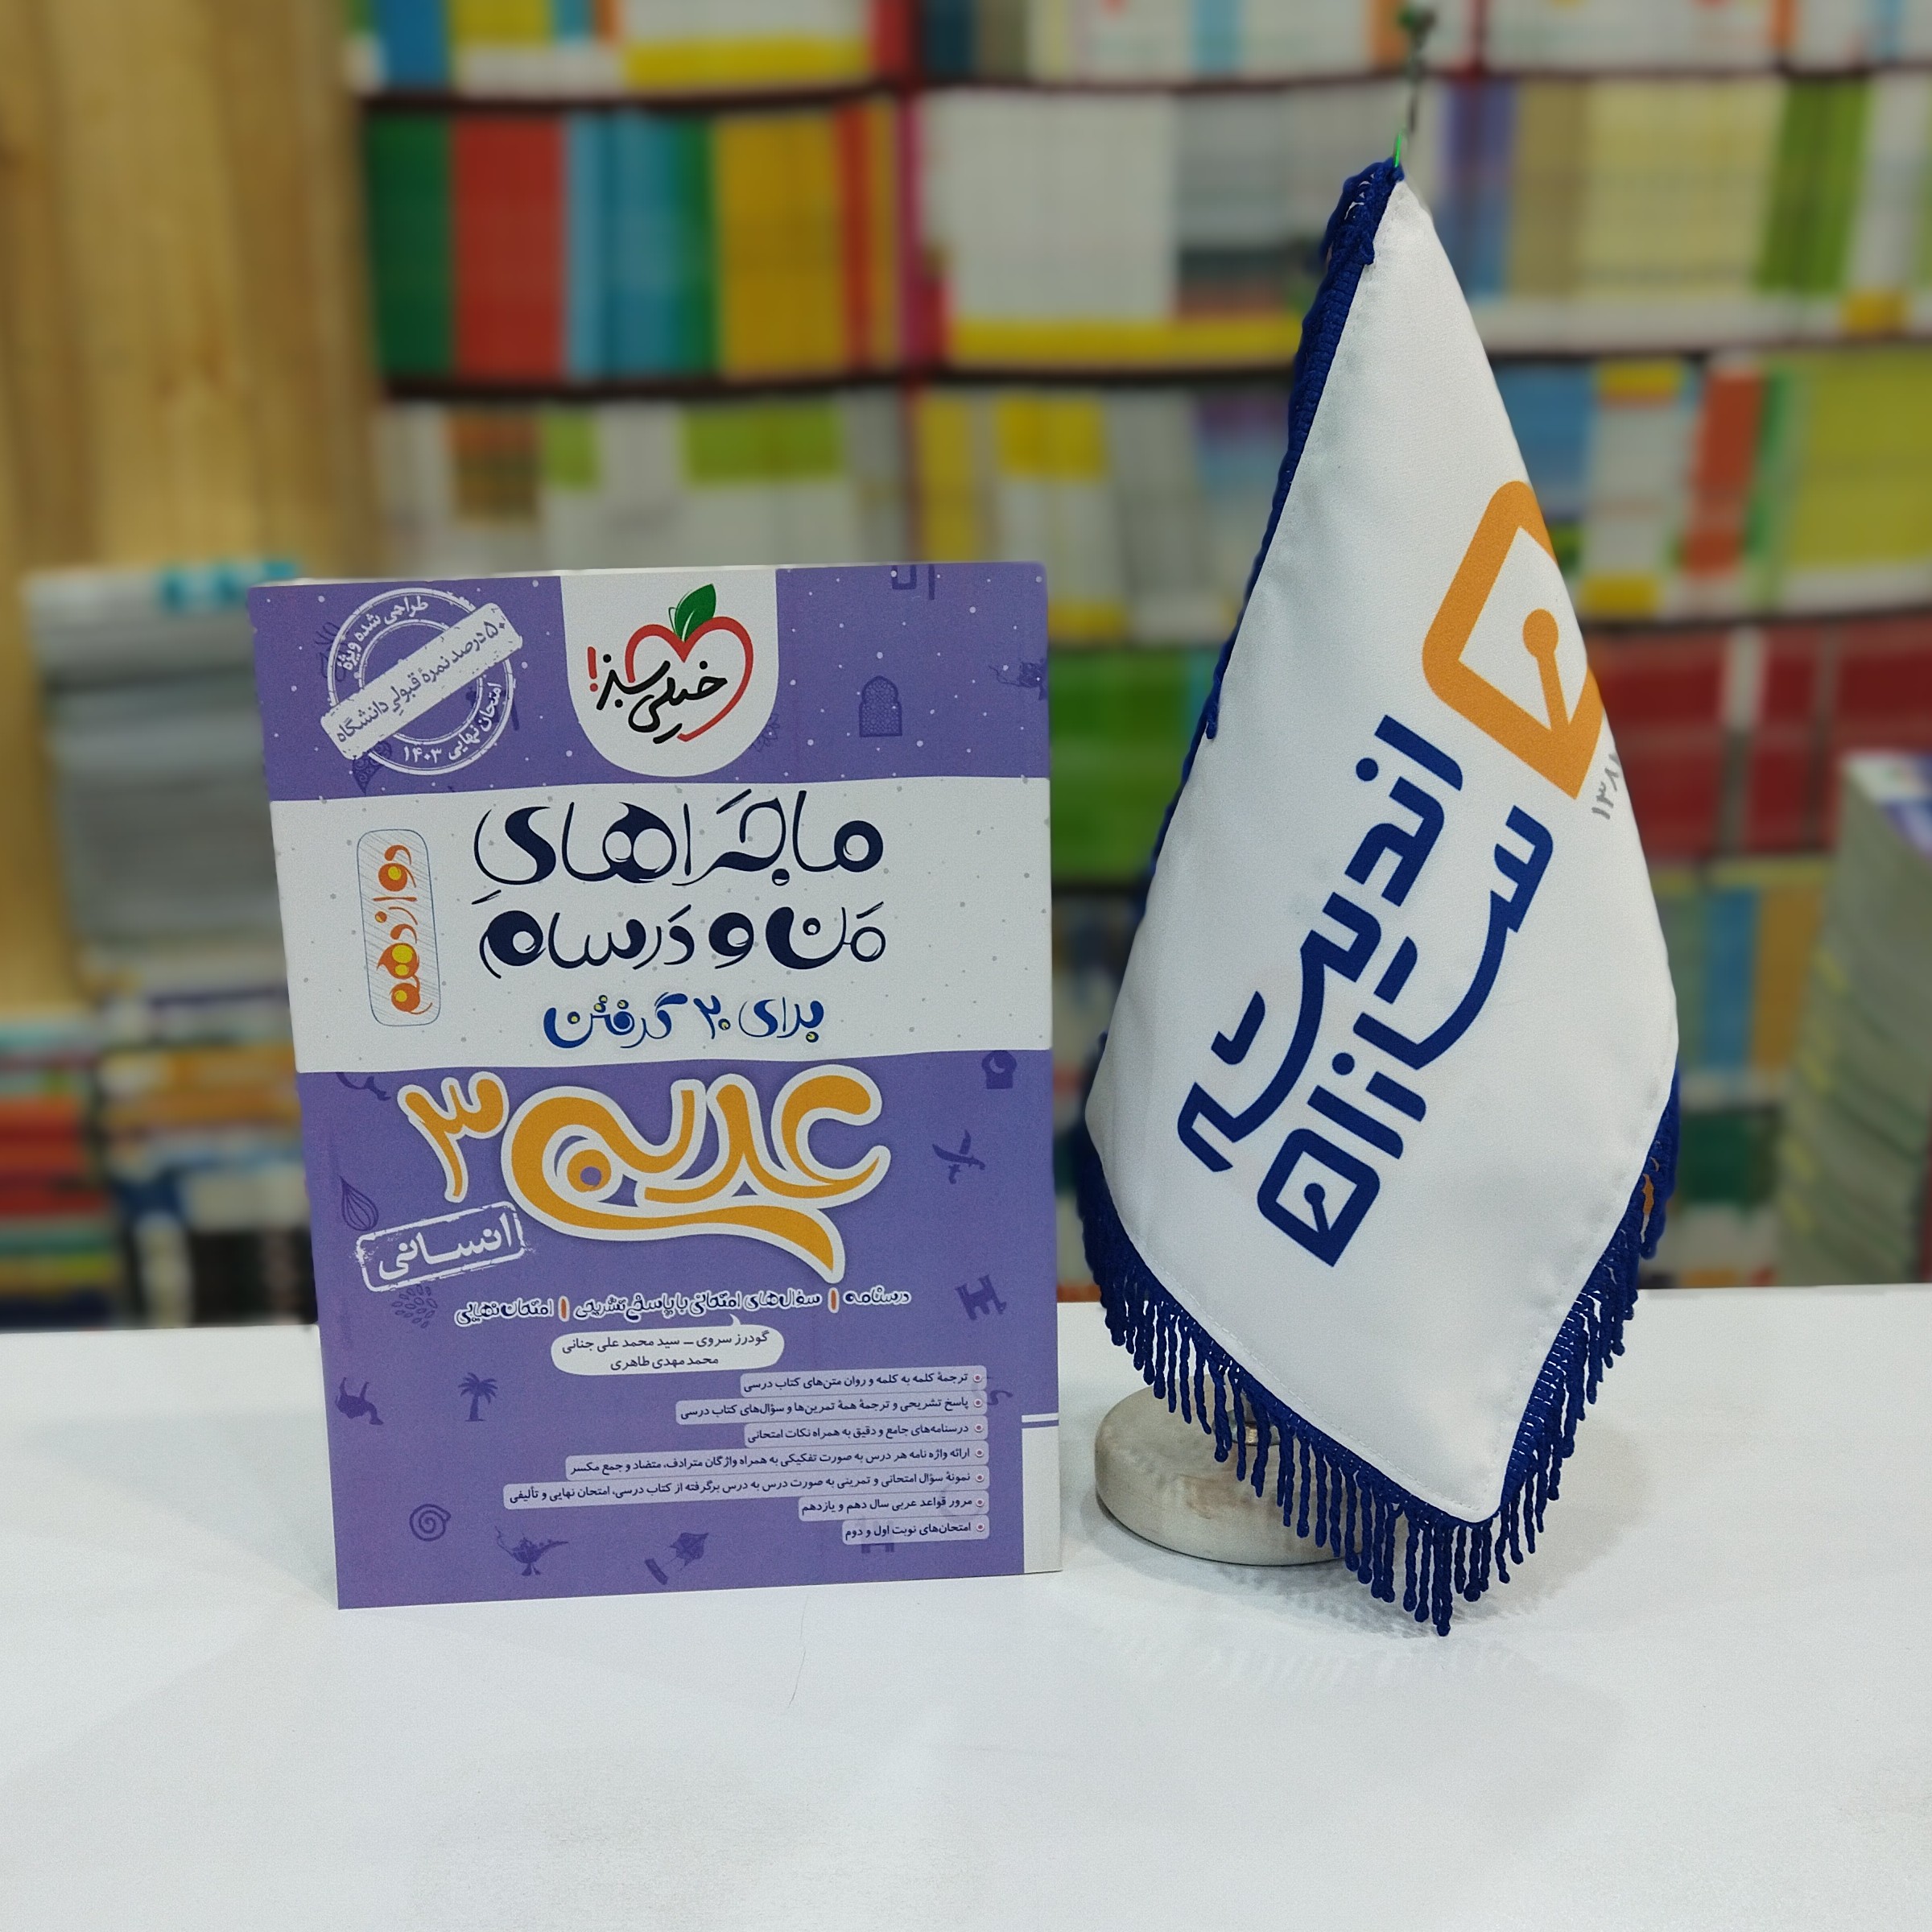 طراحی شده ویژه
۵۰ درصد نمرهٔ قبولی دانشگاه
امتحان نهایی ۱۴۰۳
خیلی سبز!
ماجَراهای
مَن و دَرسام
برای ۲۰ گرفتن
دوازدهم
عربی ۳
انسانی
درسنامه | سؤال‌های امتحانی با پاسخ تشریحی | امتحان نهایی
گودرز سروی – سید محمد علی جنانی
محمد مهدی طاهری
ترجمهٔ کلمه به کلمه و روان متن‌های کتاب درسی
پاسخ تشریحی و ترجمهٔ همهٔ تمرین‌ها و سؤال‌های کتاب درسی
درسنامه‌های جامع و دقیق به همراه نکات امتحانی
ارائه واژه نامه هر درس به صورت تفکیکی به همراه واژگان مترادف، متضاد و جمع مکسر
نمونهٔ سؤال امتحانی و تمرینی به صورت درس به درس برگرفته از کتاب درسی، امتحان نهایی و تألیفی
مرور قواعد عربی سال دهم و یازدهم
امتحان‌های نوبت اول و دوم
اندیشه
سازان